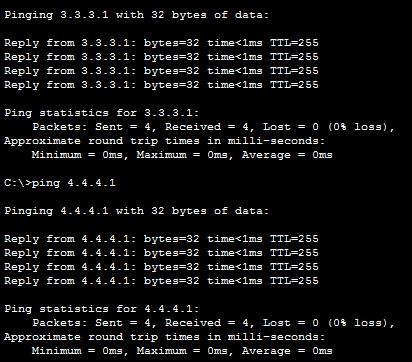 Pinging 3.3.3.1 with 32 bytes of data:
Reply from 3.3.3.1: bytes=32 time<1ms TTL=255
Reply from 3.3.3.1: bytes=32 time<1ms TTL=255
Reply from 3.3.3.1: bytes=32 time<1ms TTL=255
Reply from 3.3.3.1: bytes=32 time<1ms TTL=255
Ping statistics for 3.3.3.1:
    Packets: Sent = 4, Received = 4, Lost = 0 (0% loss),
Approximate round trip times in milli-seconds:
    Minimum = 0ms, Maximum = 0ms, Average = 0ms
C:\>ping 4.4.4.1
Pinging 4.4.4.1 with 32 bytes of data:
Reply from 4.4.4.1: bytes=32 time<1ms TTL=255
Reply from 4.4.4.1: bytes=32 time<1ms TTL=255
Reply from 4.4.4.1: bytes=32 time<1ms TTL=255
Reply from 4.4.4.1: bytes=32 time<1ms TTL=255
Ping statistics for 4.4.4.1:
    Packets: Sent = 4, Received = 4, Lost = 0 (0% loss),
Approximate round trip times in milli-seconds:
    Minimum = 0ms, Maximum = 0ms, Average = 0ms